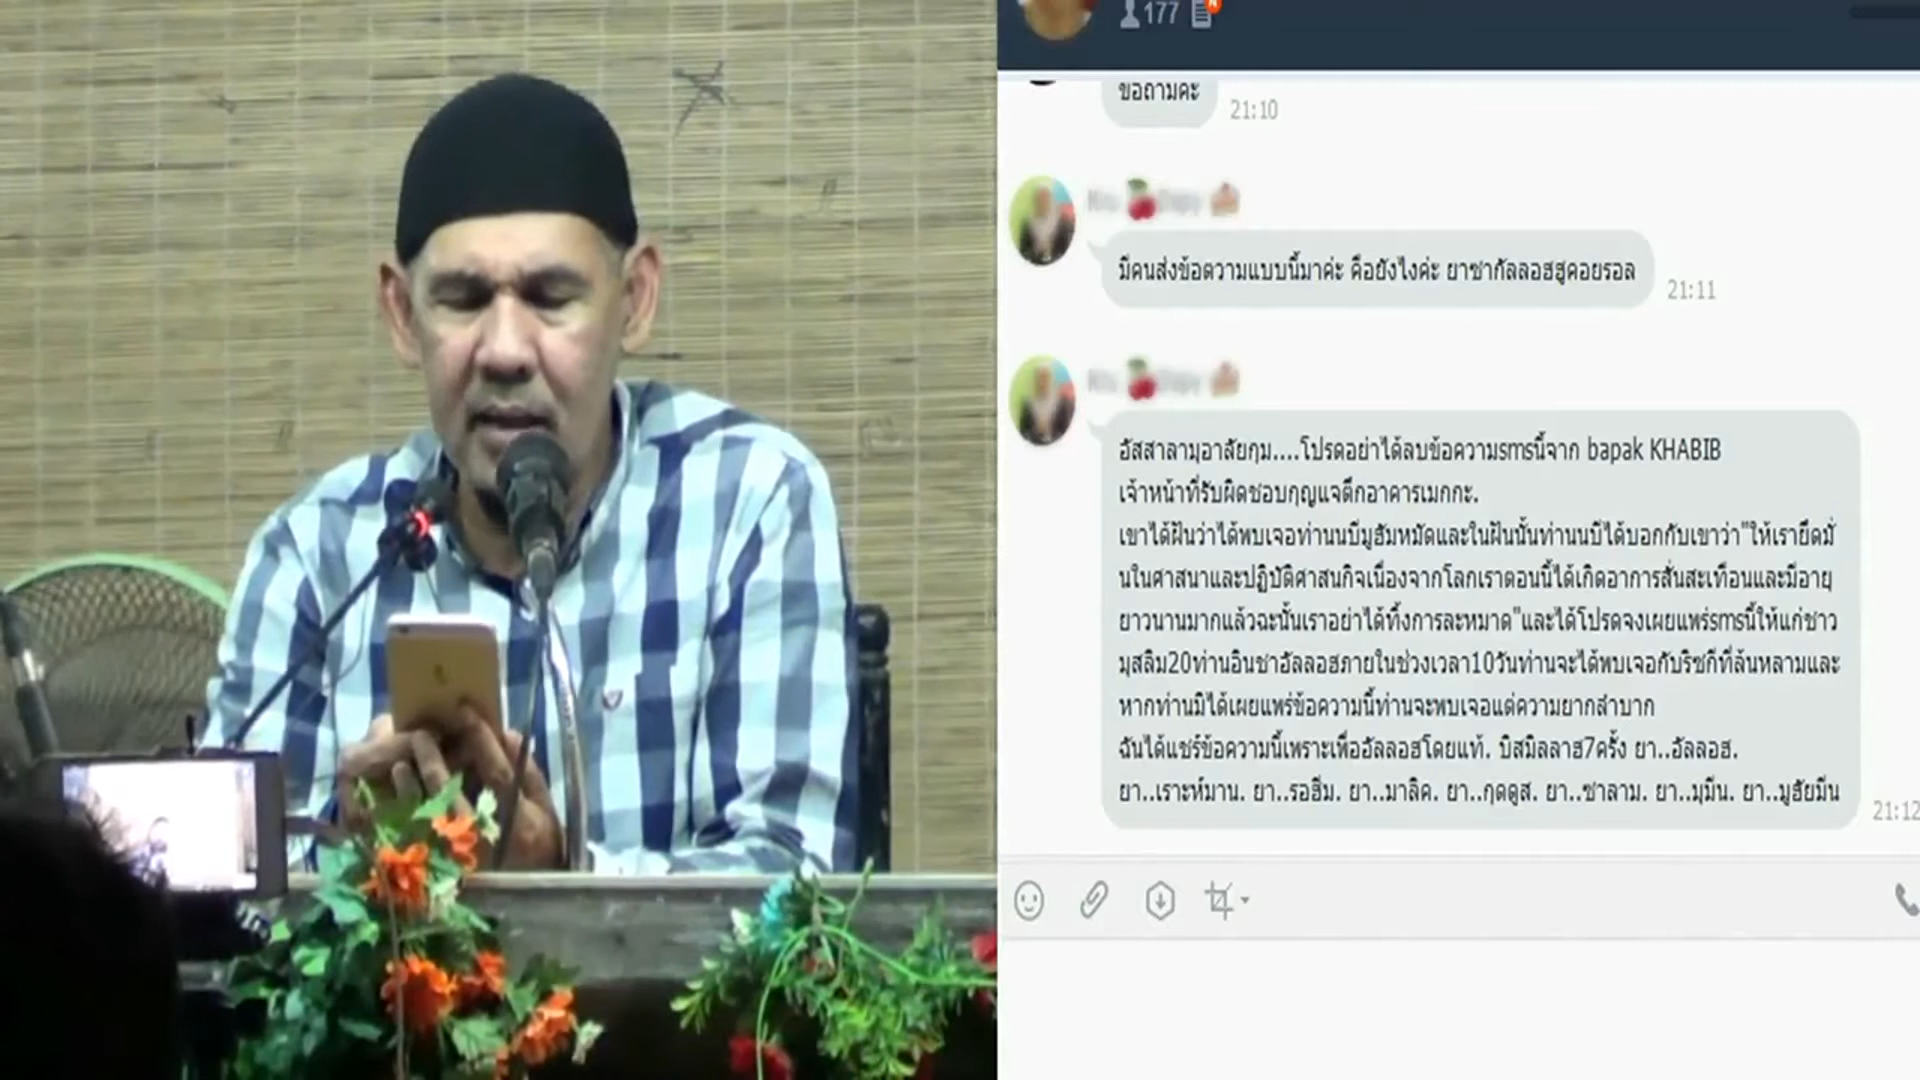 177
N
ขอถามค่ะ
21:10
มีคนส่งข้อตวามแบบนี้มาค่ะ คือยังไงค่ะ ยาซากัลลอฮฮูคอยรอล
21:11
อัสสาลามุอาลัยกุม....โปรดอย่าได้ลบข้อความsmsนี้จาก bapak KHABIB
เจ้าหน้าที่รับผิดชอบกุญแจตึกอาคารเมกกะ.
เขาได้ฝันว่าได้พบเจอท่านนบีมูฮัมหมัดและในฝันนั้นท่านนบีได้บอกกับเขาว่า"ให้เรายึดมั่
นในศาสนาและปฏิบัติศาสนกิจเนื่องจากโลกเราตอนนี้ได้เกิดอาการสั่นสะเทือนและมีอายุ
ยาวนานมากแล้วฉะนั้นเราอย่าได้ทิ้งการละหมาด"และได้โปรดจงเผยแพร่smsนี้ให้แก่ชาว
มุสลิม20ท่านอินชาอัลลอฮภายในช่วงเวลา10วันท่านจะได้พบเจอกับริซกีที่ล้นหลามและ
หากท่านมิได้เผยแพร่ข้อความนี้ท่านจะพบเจอแต่ความยากลำบาก
ฉันได้แชร์ข้อความนี้เพราะเพื่ออัลลอฮโดยแท้. บิสมิลลาฮ7ครั้ง ยา..อัลลอฮ.
ยา..เราะห์มาน. ยา..รอฮีม. ยา..มาลิค. ยา..กุดดูส. ยา..ซาลาม. ยา..มุมีน. ยา..มูฮัยมีน
21:12